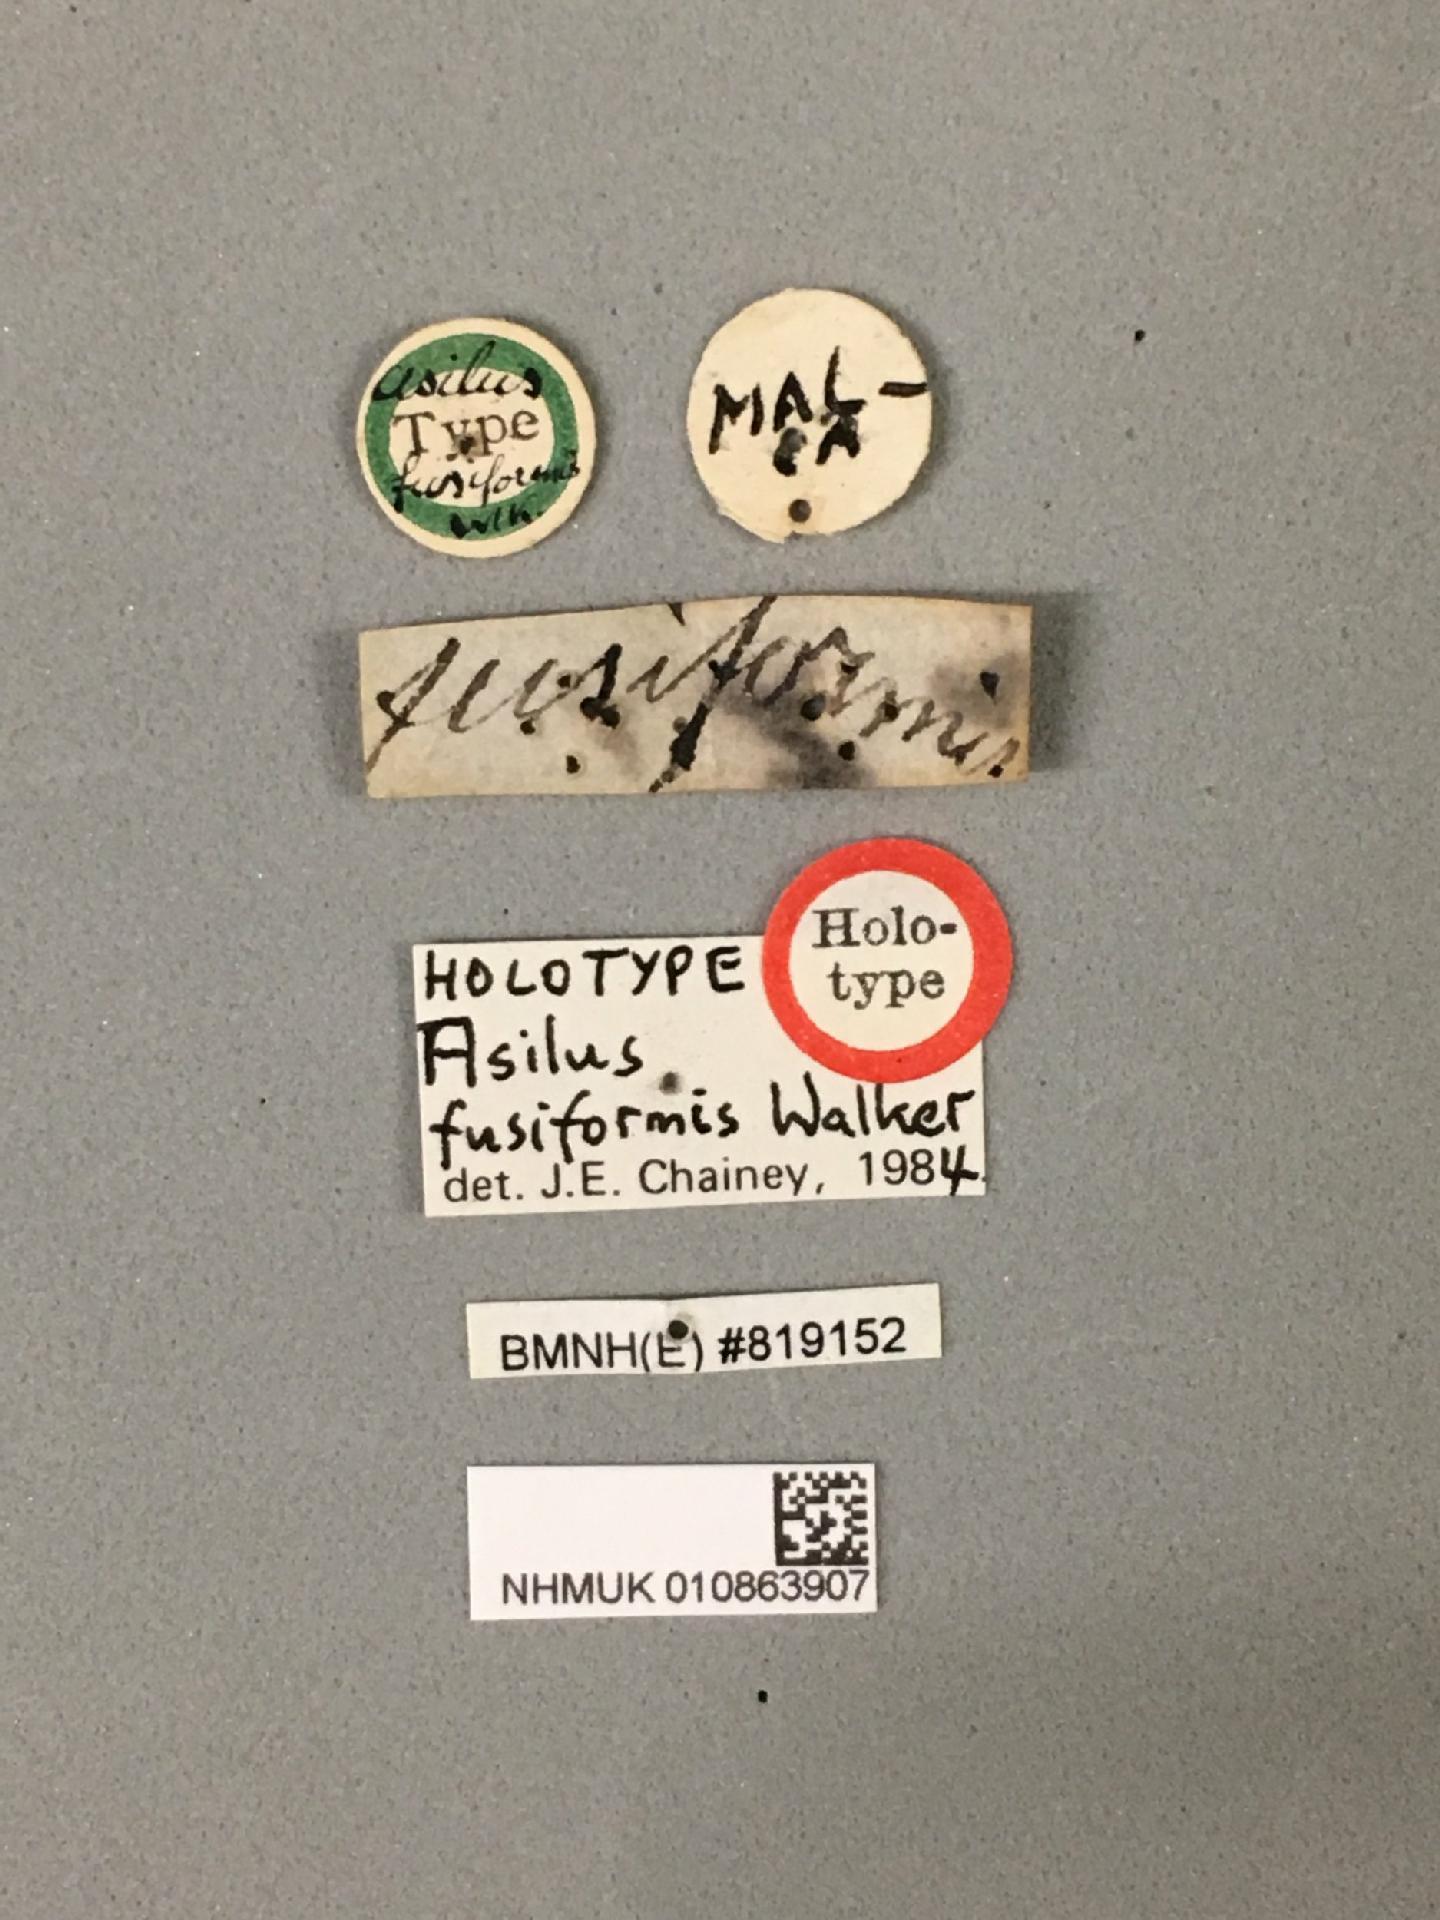 Asilus
Type
fusiformis
Wlk.
MAL-
CA
fusiformis
Holo-
type
HOLOTYPE
Asilus
fusiformis Walker
det. J.E. Chainey, 1984.
BMNH(E) #819152
NHMUK 010863907